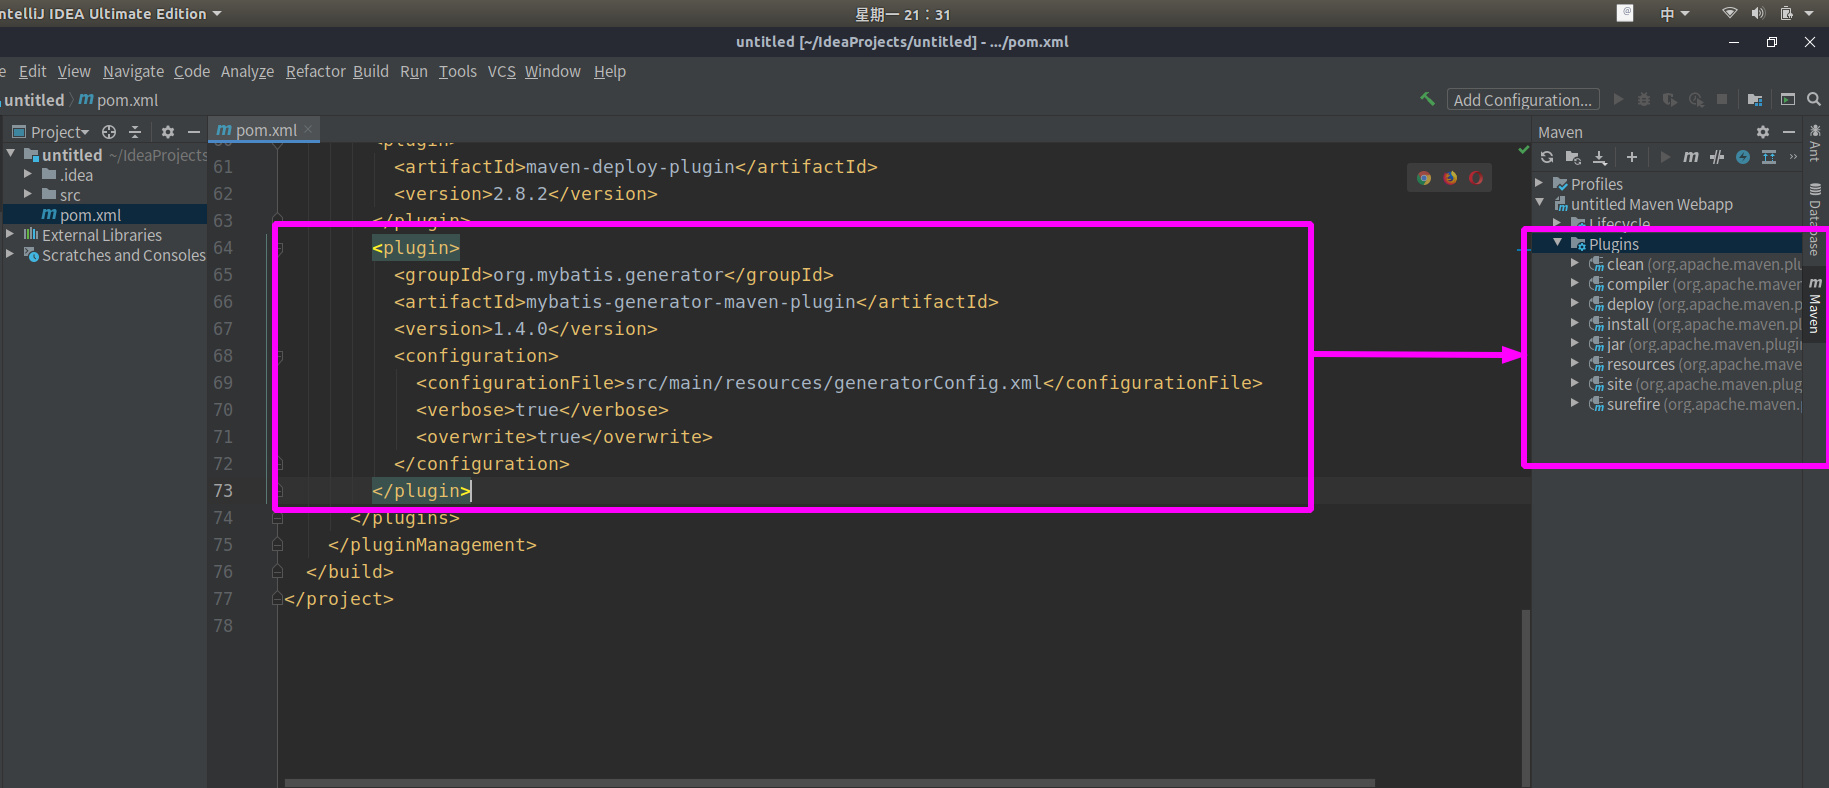 ntelliJ IDEA Ultimate Edition
星期一 21：31
中
untitled [~/IdeaProjects/untitled] - .../pom.xml
e Edit View Navigate Code Analyze Refactor Build Run Tools VCS Window Help
untitled
pom.xml
Add Configuration...
Project
pom.xml
Maven
untitled ~/IdeaProjects
.idea
src
pom.xml
External Libraries
Scratches and Consoles
<plugin>
61 <artifactId>maven-deploy-plugin</artifactId>
62 <version>2.8.2</version>
63 </plugin>
64 <plugin>
65 <groupId>org.mybatis.generator</groupId>
66 <artifactId>mybatis-generator-maven-plugin</artifactId>
67 <version>1.4.0</version>
68 <configuration>
69 <configurationFile>src/main/resources/generatorConfig.xml</configurationFile>
70 <verbose>true</verbose>
71 <overwrite>true</overwrite>
72 </configuration>
73 </plugin>
74 </plugins>
75 </pluginManagement>
76 </build>
77 </project>
78
Profiles
untitled Maven Webapp
Lifecycle
Plugins
clean (org.apache.maven.plu
compiler (org.apache.maven
deploy (org.apache.maven.p
install (org.apache.maven.pl
jar (org.apache.maven.plugin
resources (org.apache.mave
site (org.apache.maven.plug
surefire (org.apache.maven.
Ant
Database
Maven